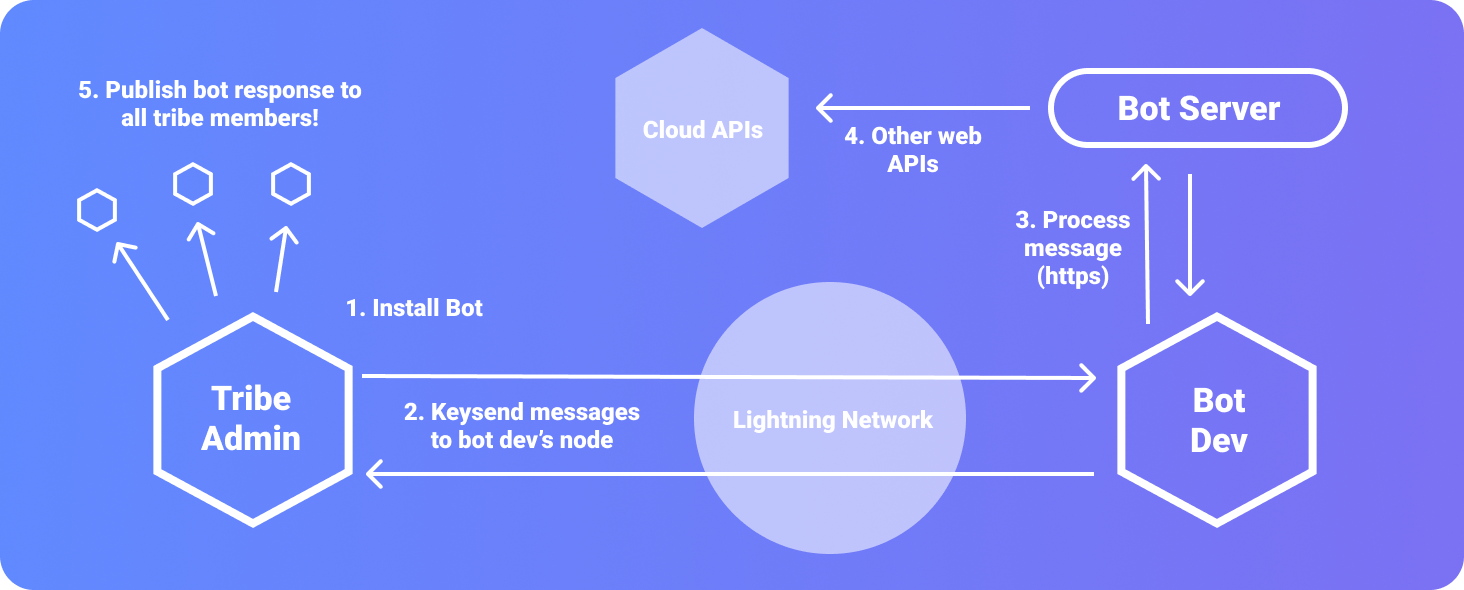 5. Publish bot response to
all tribe members!
Cloud APIs
4. Other web
APIs
Bot Server
3. Process
message
(https)
1. Install Bot
Tribe
Admin
2. Keysend messages
to bot dev’s node
Lightning Network
Bot
Dev